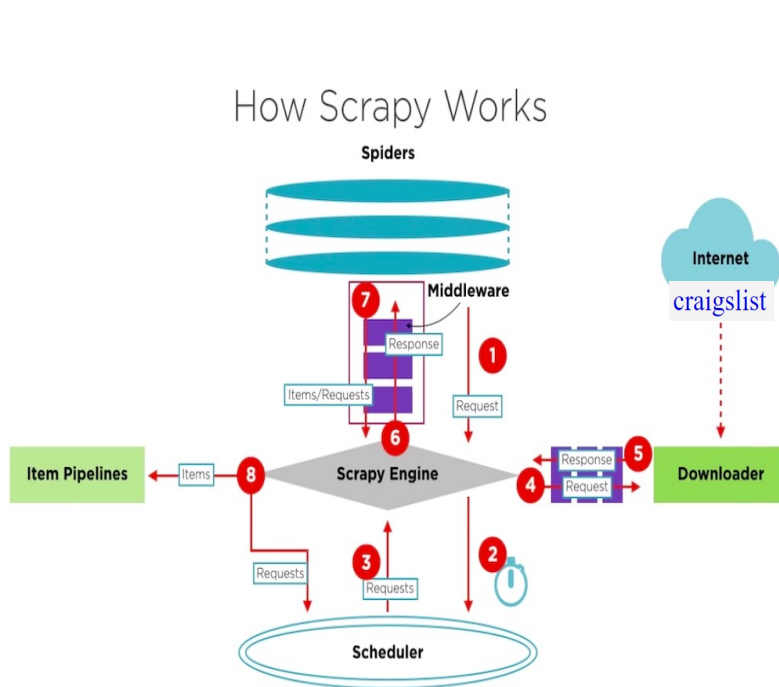 How Scrapy Works
Spiders
Internet
craigslist
7
Middleware
Response
1
Items/Requests
Request
6
5
Response
Item Pipelines
Items
8
Scrapy Engine
4
Request
Downloader
3
2
Requests
Requests
Scheduler